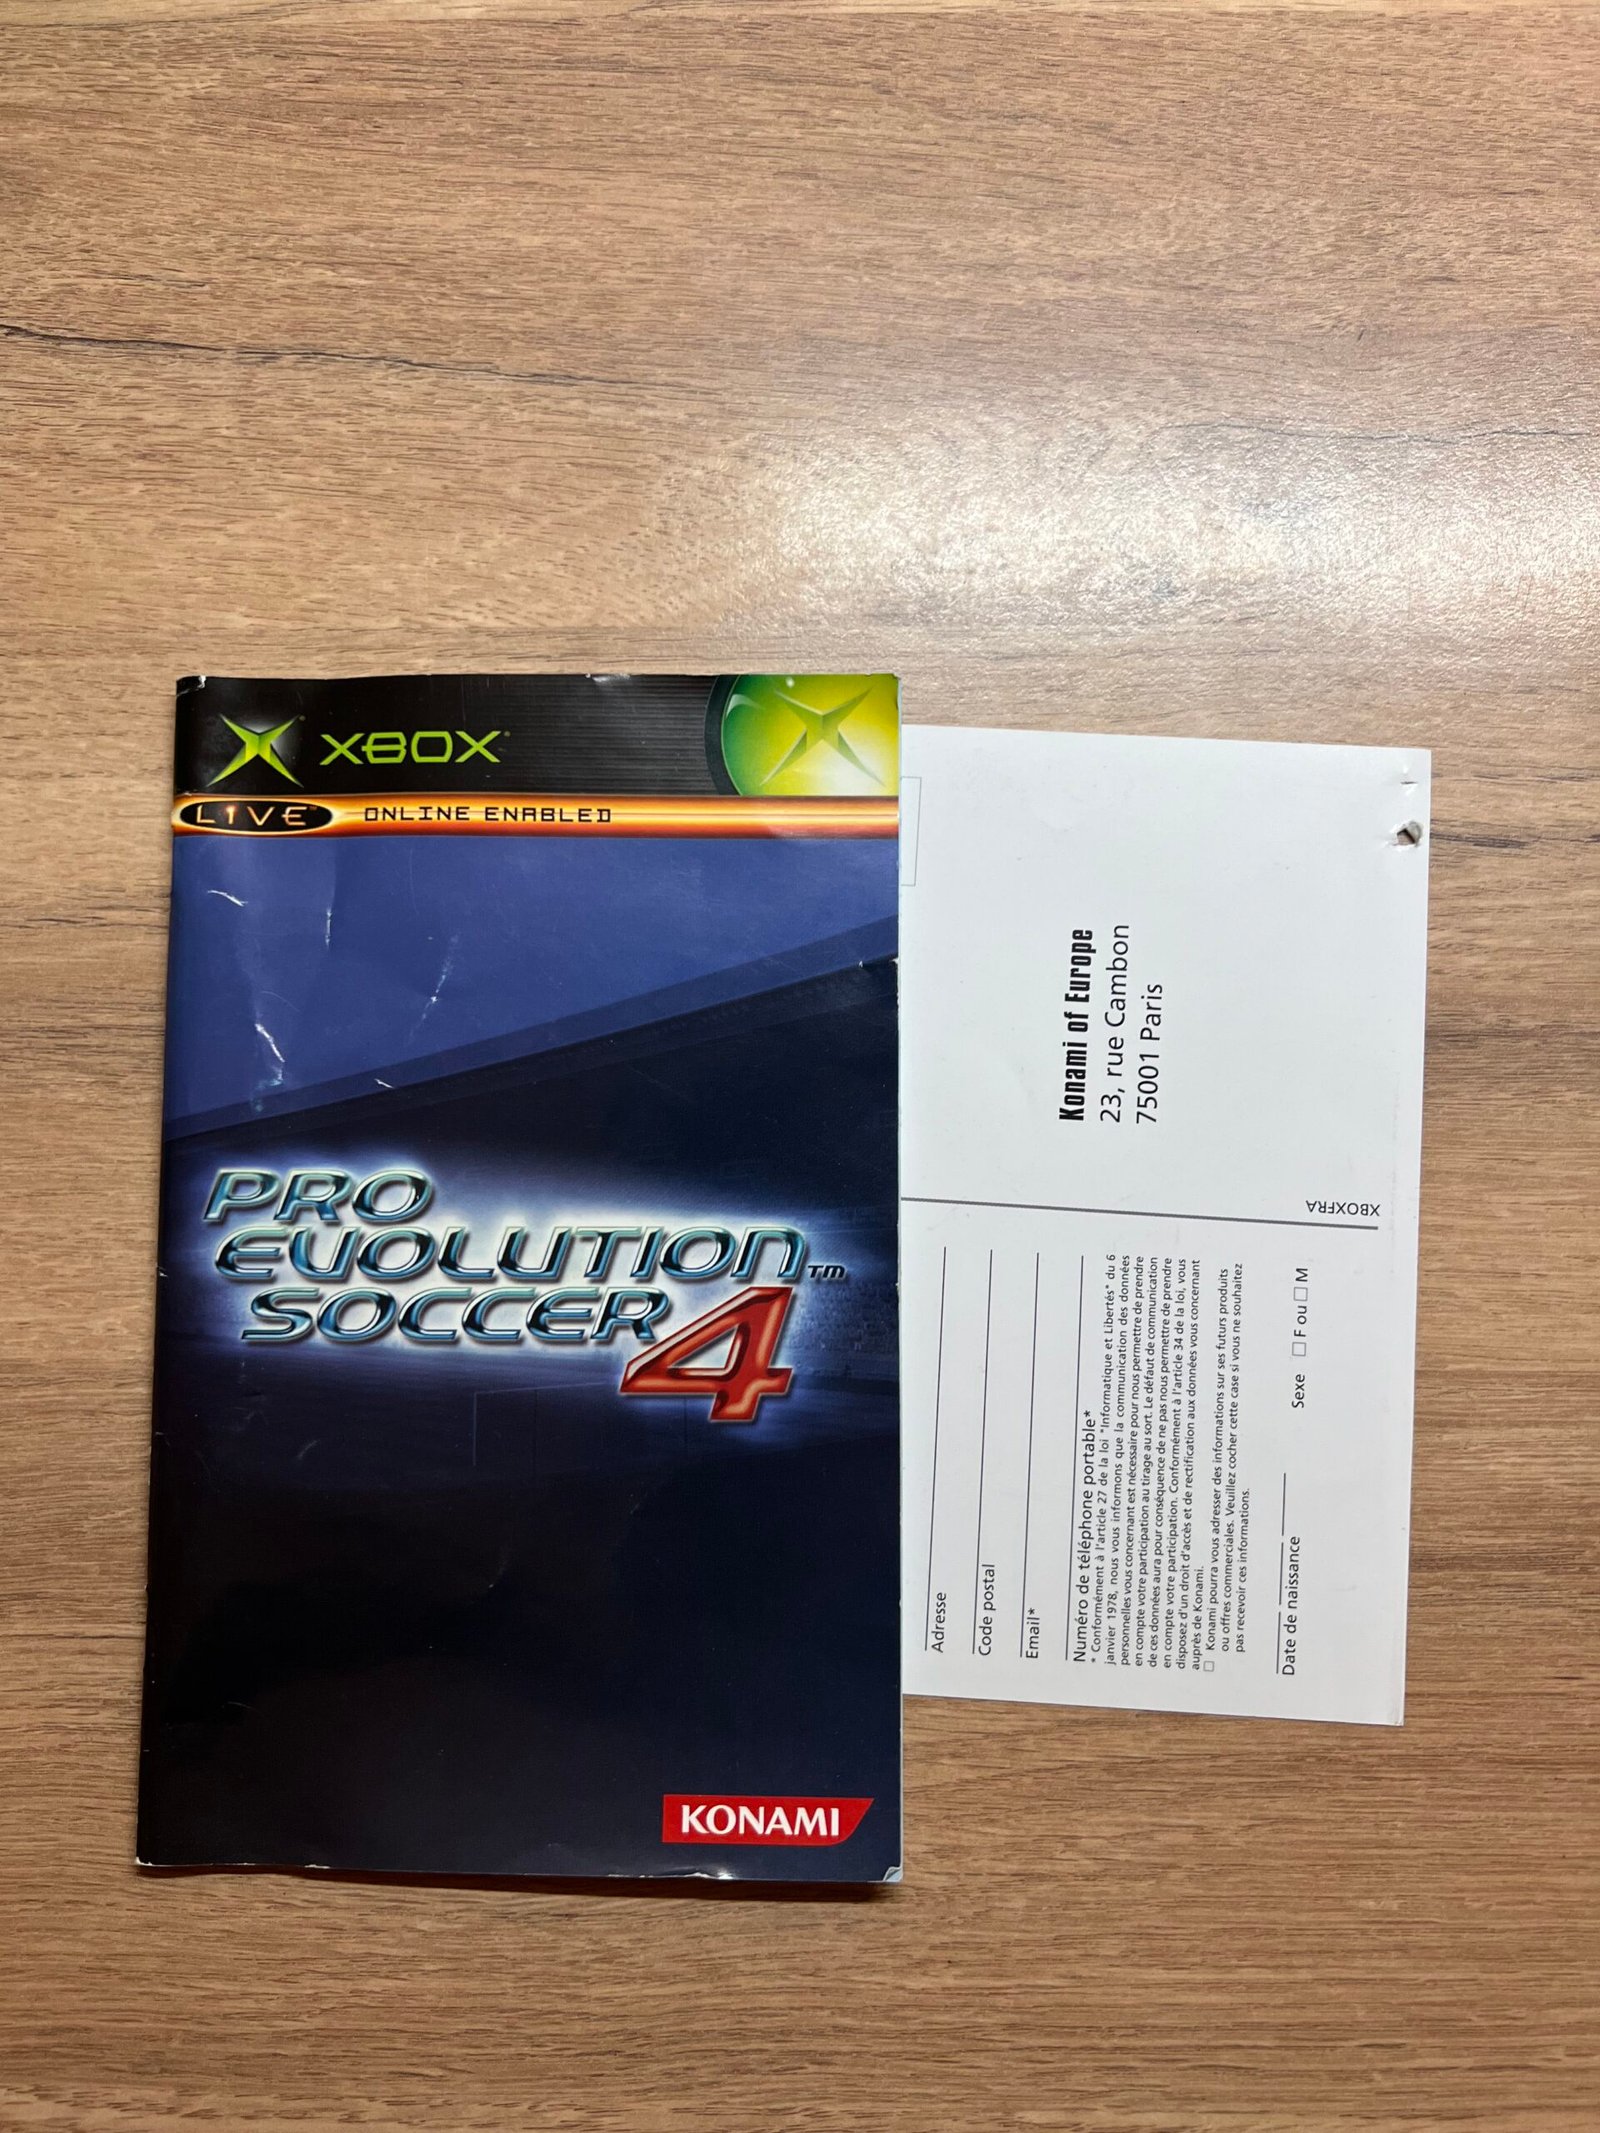 XBOX
LIVE™ ONLINE ENABLED
PRO
EVOLUTION™
SOCCER 4
KONAMI
Konami of Europe
23, rue Cambon
75001 Paris
XBOXFRA
Adresse
Code postal
Email*
Numéro de téléphone portable*
* Conformément à l'article 27 de la loi "Informatique et Libertés" du 6
janvier 1978, nous vous informons que la communication des données
personnelles vous concernant est nécessaire pour nous permettre de prendre
en compte votre participation au tirage au sort. Le défaut de communication
de ces données aura pour conséquence de ne pas nous permettre de prendre
en compte votre participation. Conformément à l'article 34 de la loi, vous
disposez d'un droit d'accès et de rectification aux données vous concernant
auprès de Konami.
☐ Konami pourra vous adresser des informations sur ses futurs produits
ou offres commerciales. Veuillez cocher cette case si vous ne souhaitez
pas recevoir ces informations.
Date de naissance Sexe ☐ F ou ☐ M